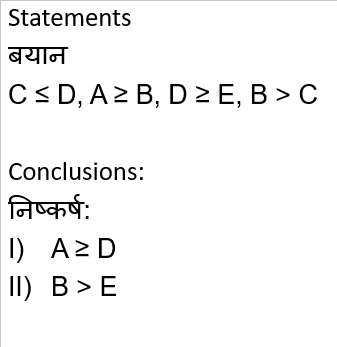 Statements
बयान
C ≤ D, A ≥ B, D ≥ E, B > C
Conclusions:
निष्कर्ष:
I) A ≥ D
II) B > E